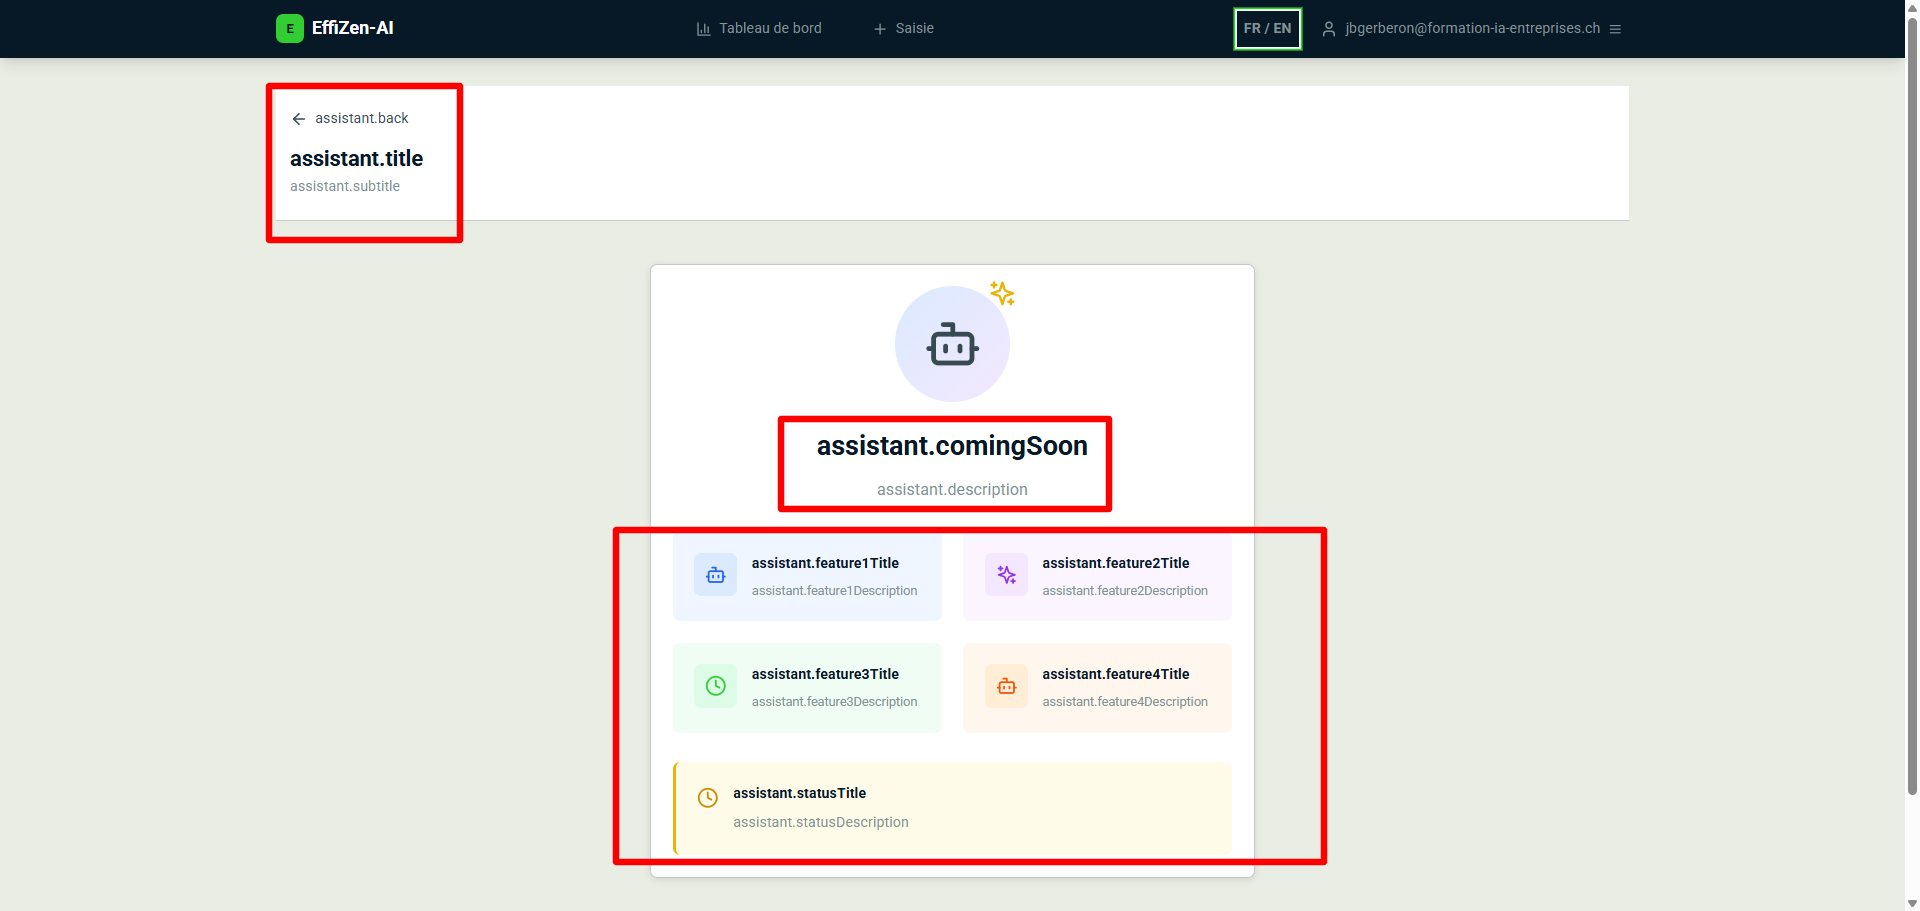 E EffiZen-AI
Tableau de bord
Saisie
FR / EN
jbgerberon@formation-ia-entreprises.ch
assistant.back
assistant.title
assistant.subtitle
assistant.comingSoon
assistant.description
assistant.feature1Title
assistant.feature1Description
assistant.feature2Title
assistant.feature2Description
assistant.feature3Title
assistant.feature3Description
assistant.feature4Title
assistant.feature4Description
assistant.statusTitle
assistant.statusDescription